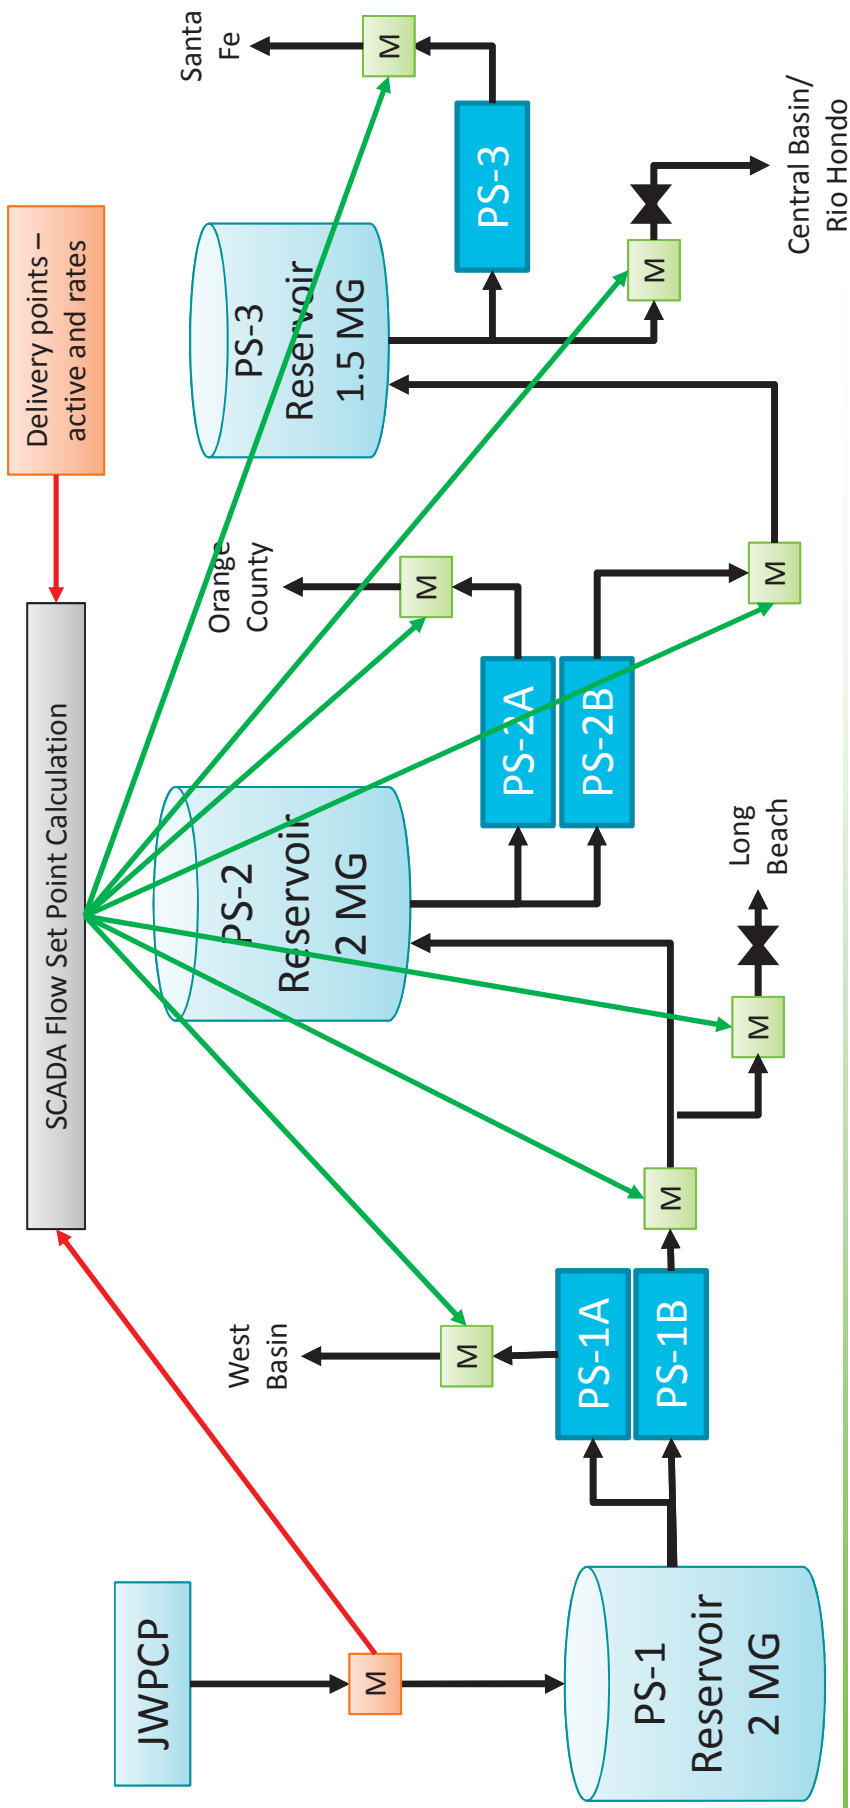 Delivery points –
active and rates
SCADA Flow Set Point Calculation
JWPCP
M
PS-1
Reservoir
2 MG
PS-1A
PS-1B
M
West
Basin
M
M
Long
Beach
PS-2
Reservoir
2 MG
PS-2A
PS-2B
M
Orange
County
M
PS-3
Reservoir
1.5 MG
PS-3
M
Santa
Fe
M
Central Basin/
Rio Hondo